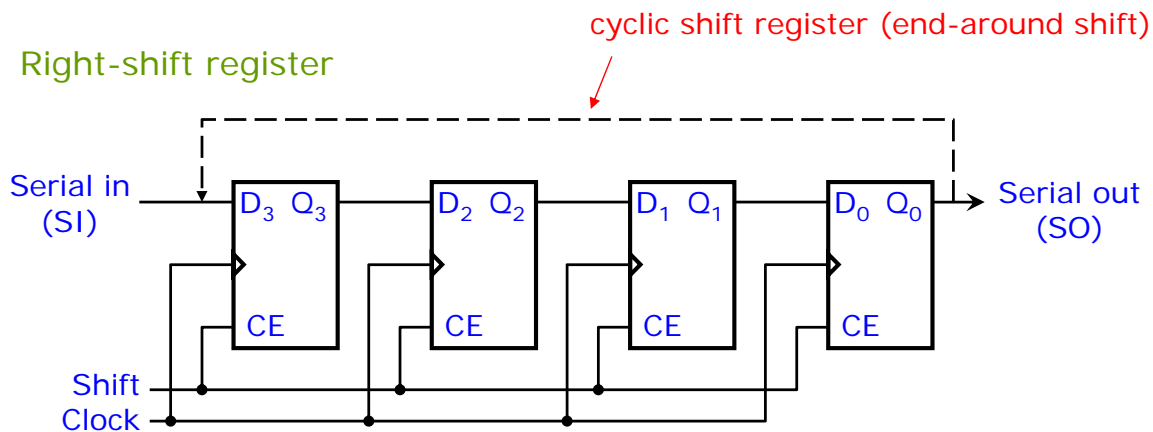 cyclic shift register (end-around shift)
Right-shift register
Serial in
(SI)
D₃ Q₃
D₂ Q₂
D₁ Q₁
D₀ Q₀
Serial out
(SO)
CE
CE
CE
CE
Shift
Clock